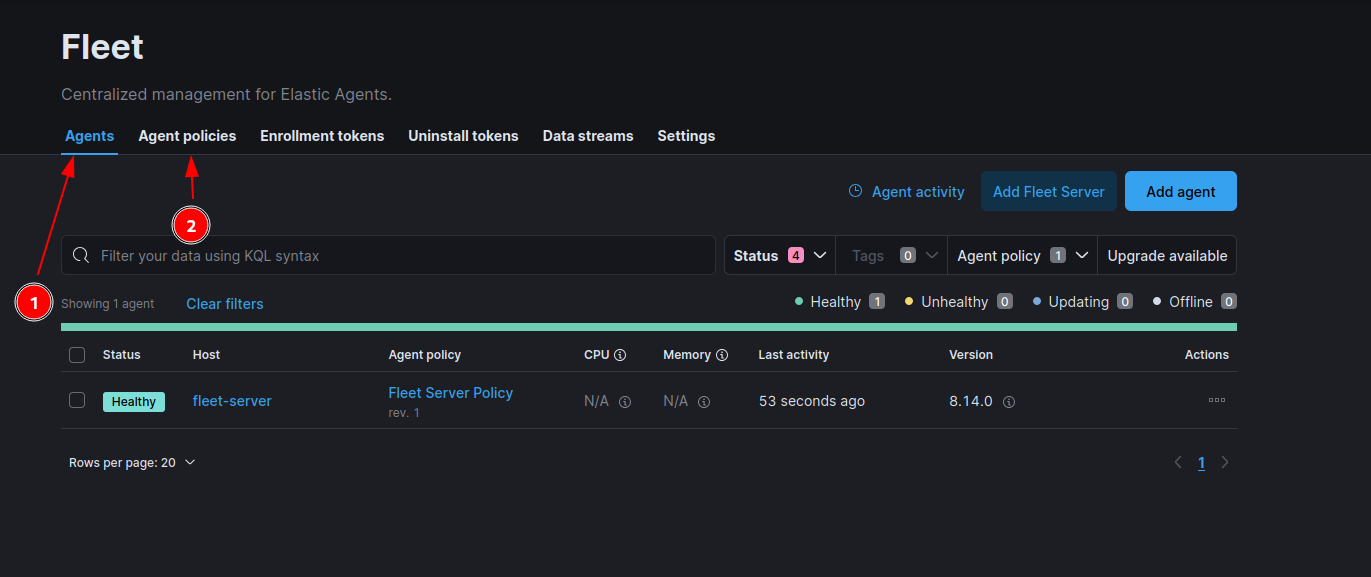 Fleet
Centralized management for Elastic Agents.
Agents Agent policies Enrollment tokens Uninstall tokens Data streams Settings
Agent activity Add Fleet Server Add agent
2
Filter your data using KQL syntax Status 4 Tags 0 Agent policy 1 Upgrade available
1
Showing 1 agent Clear filters Healthy 1 Unhealthy 0 Updating 0 Offline 0
Status Host Agent policy CPU Memory Last activity Version Actions
Healthy fleet-server Fleet Server Policy N/A N/A 53 seconds ago 8.14.0
rev. 1
Rows per page: 20 1